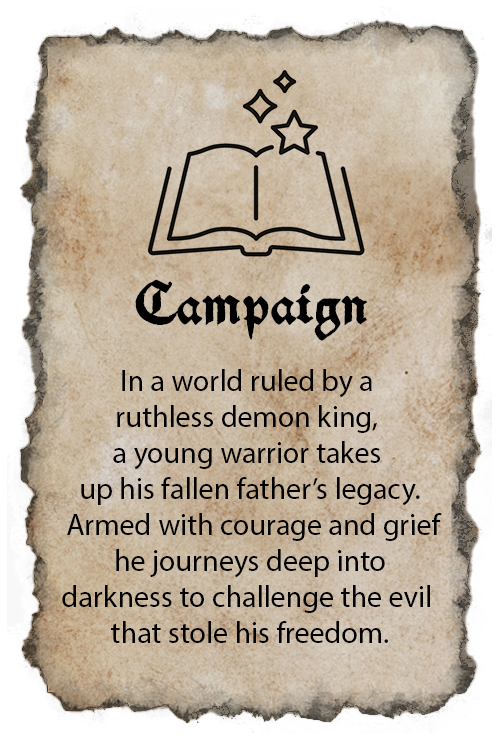 Campaign
In a world ruled by a
ruthless demon king,
a young warrior takes
up his fallen father’s legacy.
Armed with courage and grief
he journeys deep into
darkness to challenge the evil
that stole his freedom.